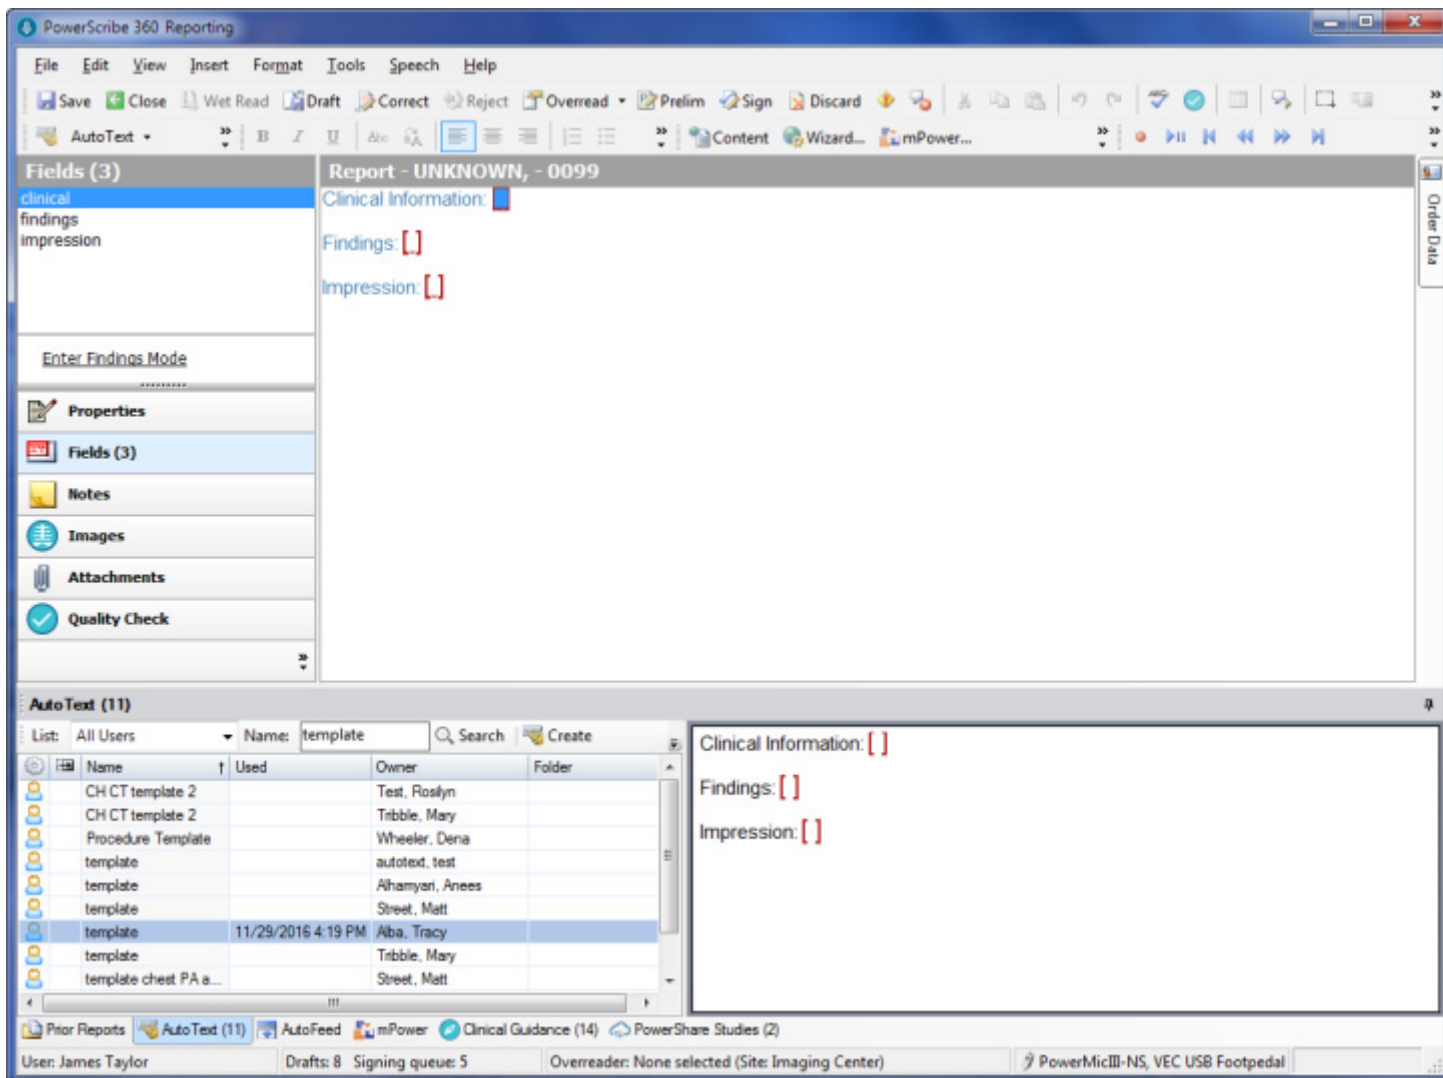 PowerScribe 360 Reporting
File Edit View Insert Format Tools Speech Help
Save Close Wet Read Draft Correct Reject Overread Prelim Sign Discard
AutoText B I U Abc Content Wizard... mPower...
Fields (3)
clinical
findings
impression
Enter Findings Mode
Properties
Fields (3)
Notes
Images
Attachments
Quality Check
Report - UNKNOWN, - 0099
Clinical Information:
Findings: [ ]
Impression: [ ]
Order Data
AutoText (11)
List: All Users Name: template Search Create
Name Used Owner Folder
CH CT template 2 Test, Rosilyn
CH CT template 2 Tribble, Mary
Procedure Template Wheeler, Dena
template autotext, test
template Alhamyari, Anees
template Street, Matt
template 11/29/2016 4:19 PM Alba, Tracy
template Tribble, Mary
template chest PA a... Street, Matt
Clinical Information: [ ]
Findings: [ ]
Impression: [ ]
Prior Reports AutoText (11) AutoFeed mPower Clinical Guidance (14) PowerShare Studies (2)
User: James Taylor Drafts: 8 Signing queue: 5 Overreader: None selected (Site: Imaging Center) PowerMicIII-NS, VEC USB Footpedal